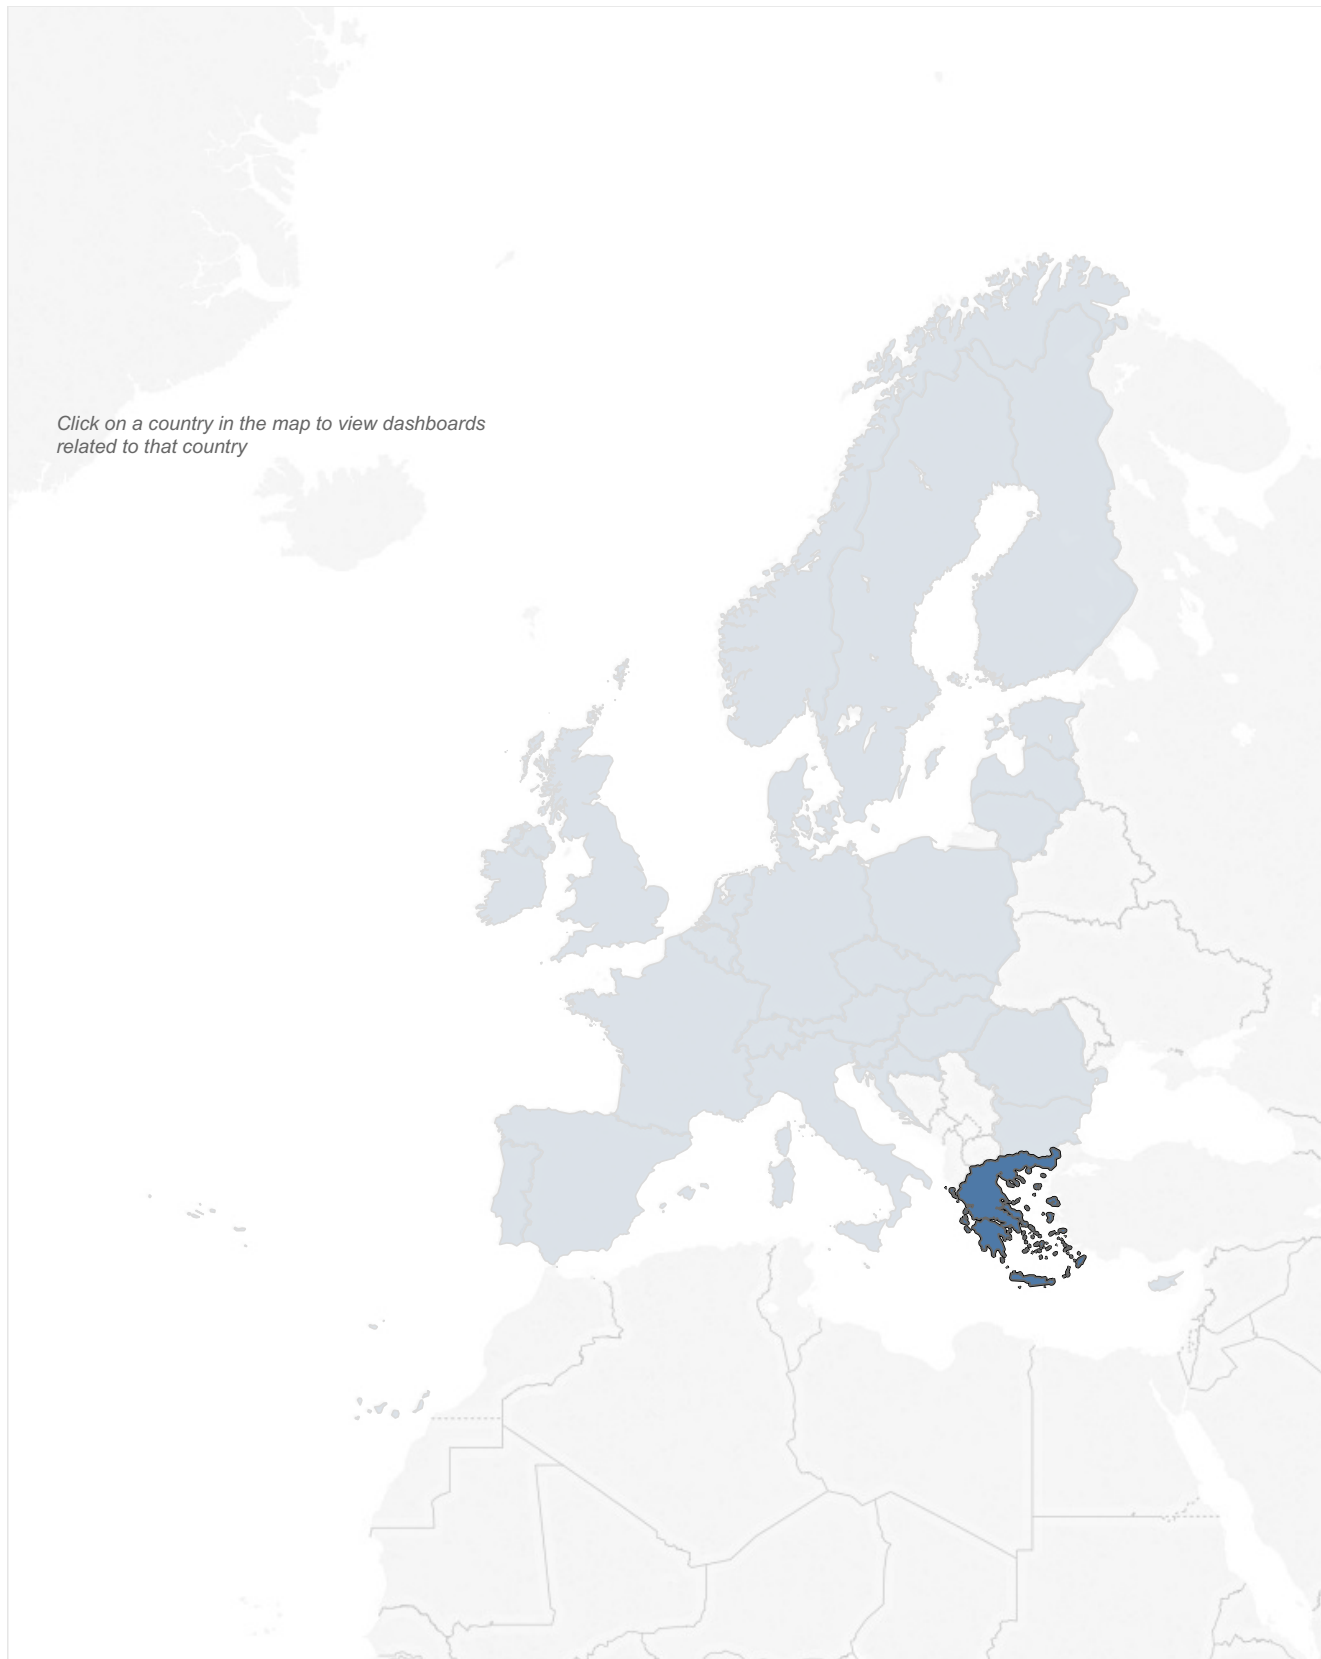 Click on a country in the map to view dashboards
related to that country